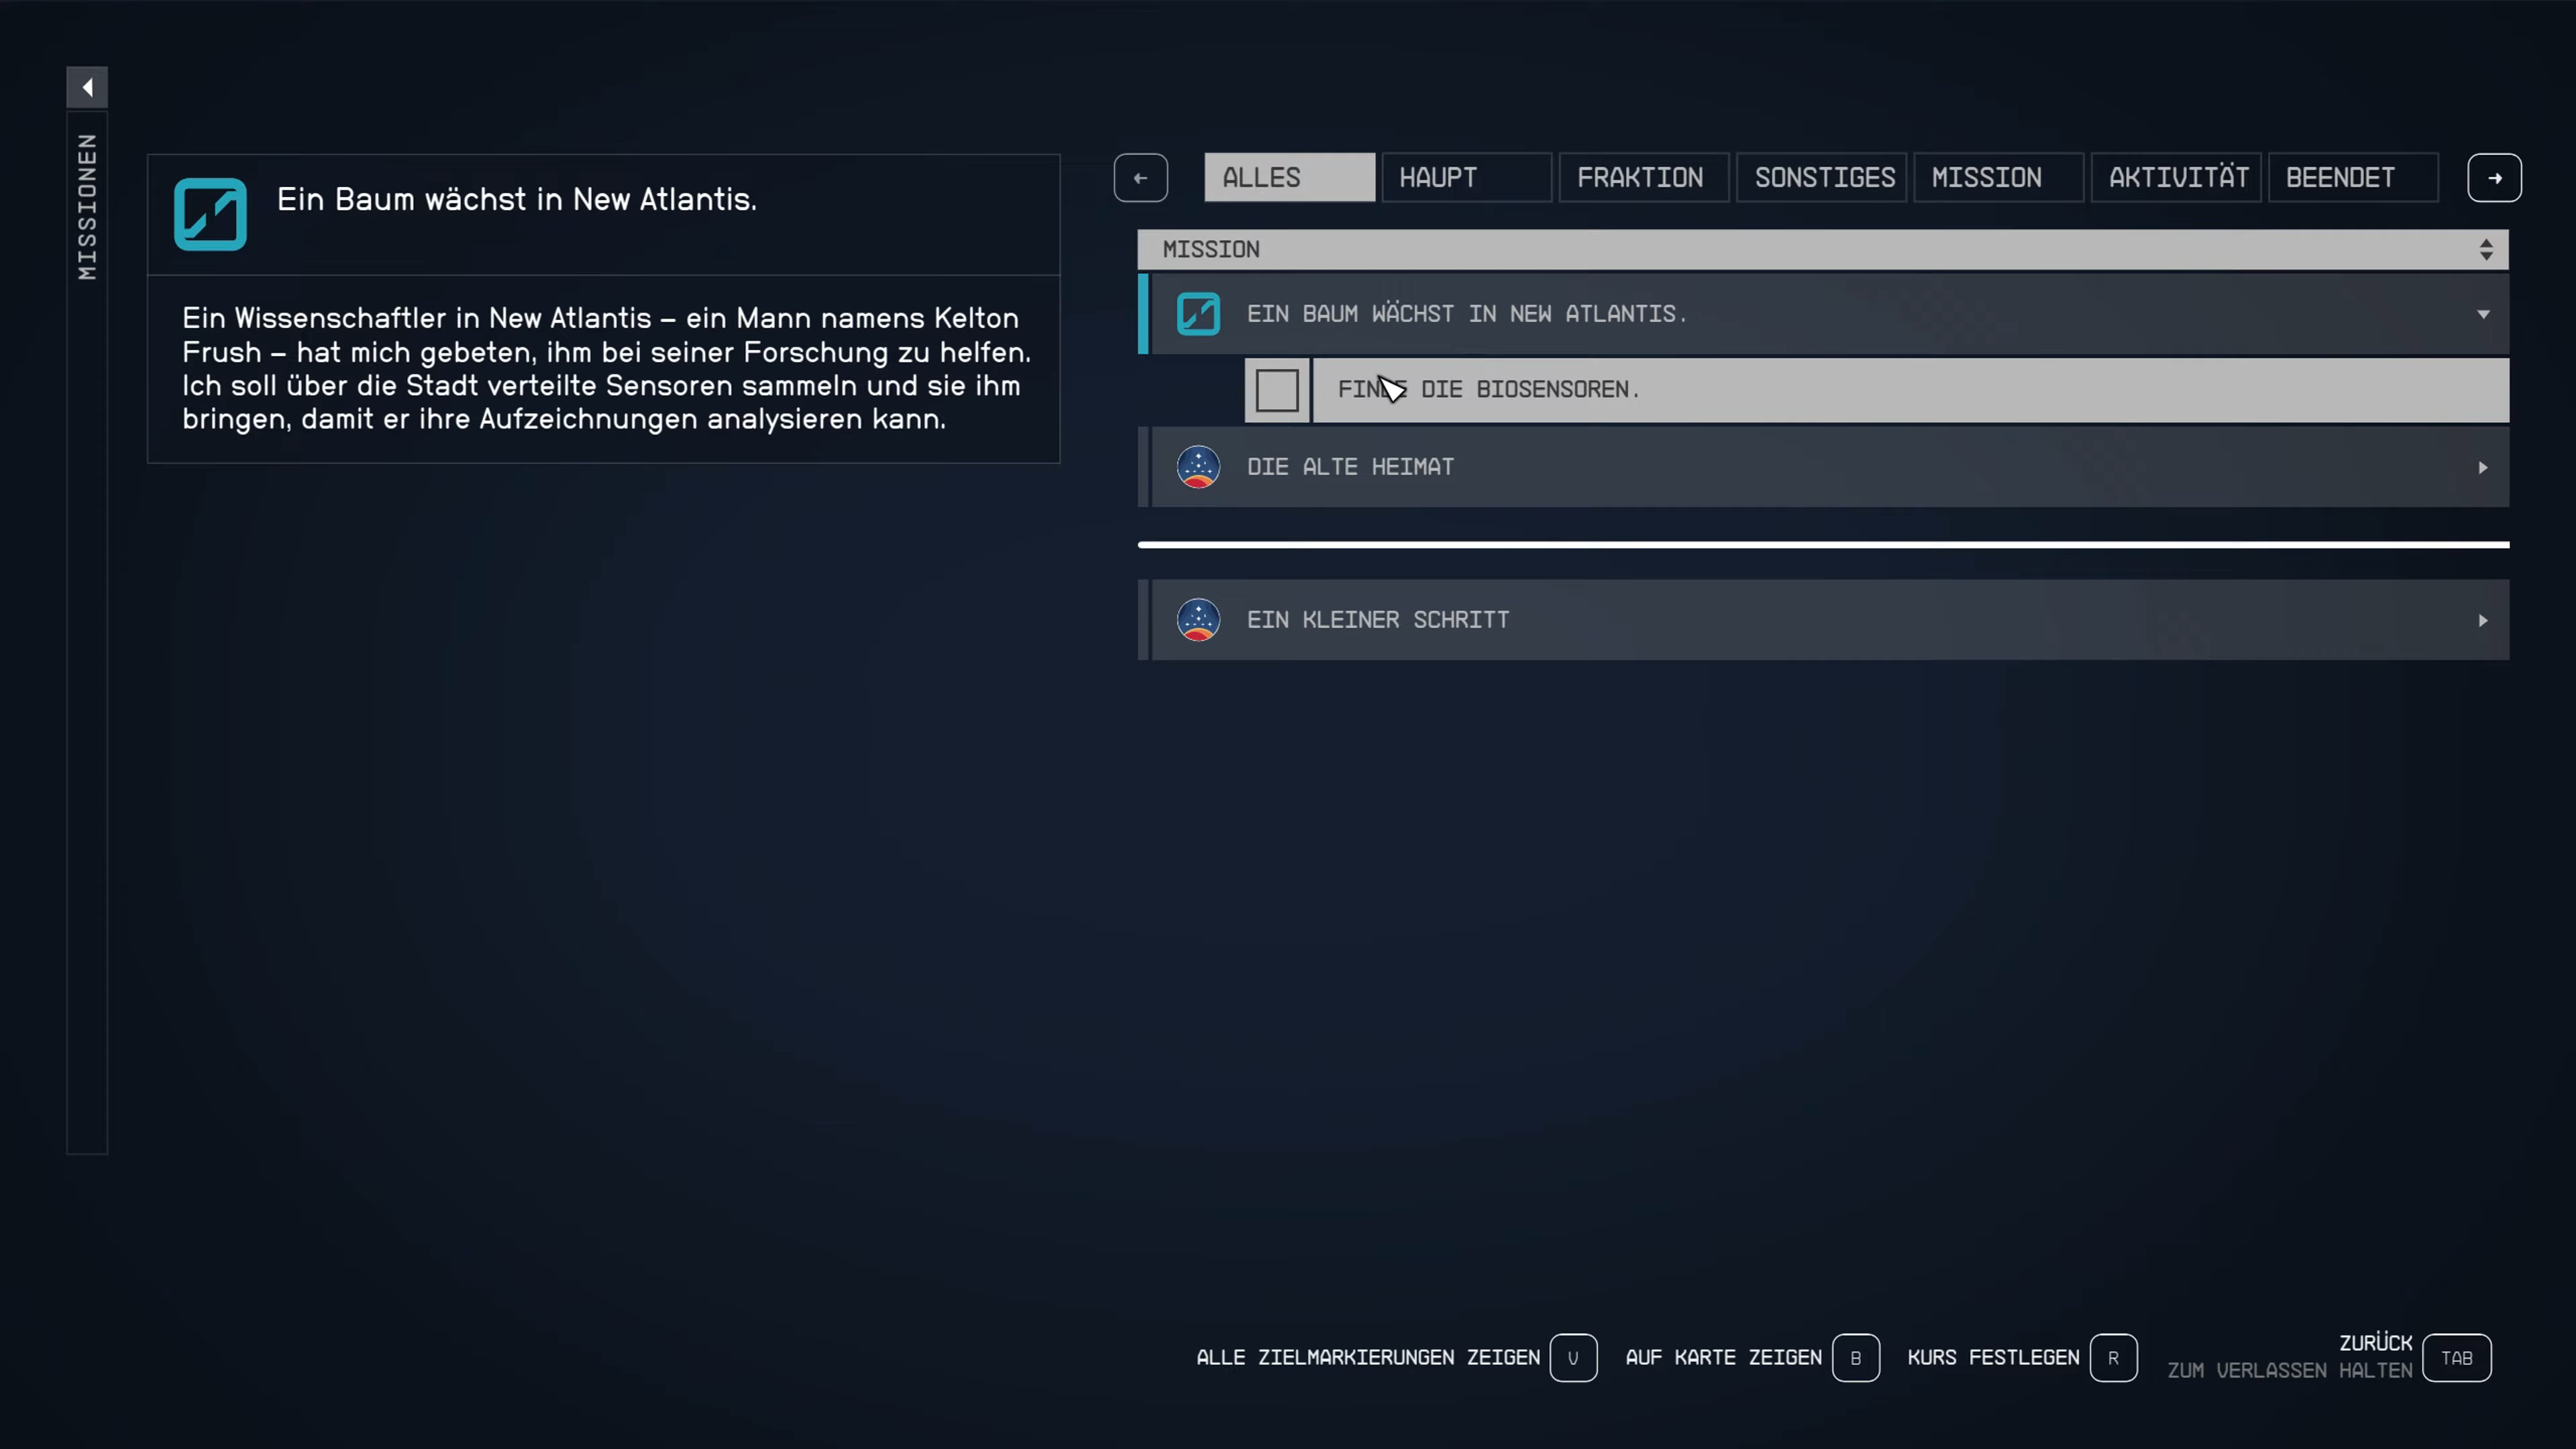 MISSIONEN
Ein Baum wächst in New Atlantis.
Ein Wissenschaftler in New Atlantis – ein Mann namens Kelton
Frush – hat mich gebeten, ihm bei seiner Forschung zu helfen.
Ich soll über die Stadt verteilte Sensoren sammeln und sie ihm
bringen, damit er ihre Aufzeichnungen analysieren kann.
ALLES HAUPT FRAKTION SONSTIGES MISSION AKTIVITÄT BEENDET
MISSION
EIN BAUM WÄCHST IN NEW ATLANTIS.
FINDE DIE BIOSENSOREN.
DIE ALTE HEIMAT
EIN KLEINER SCHRITT
ALLE ZIELMARKIERUNGEN ZEIGEN V AUF KARTE ZEIGEN B KURS FESTLEGEN R ZURÜCK TAB
ZUM VERLASSEN HALTEN